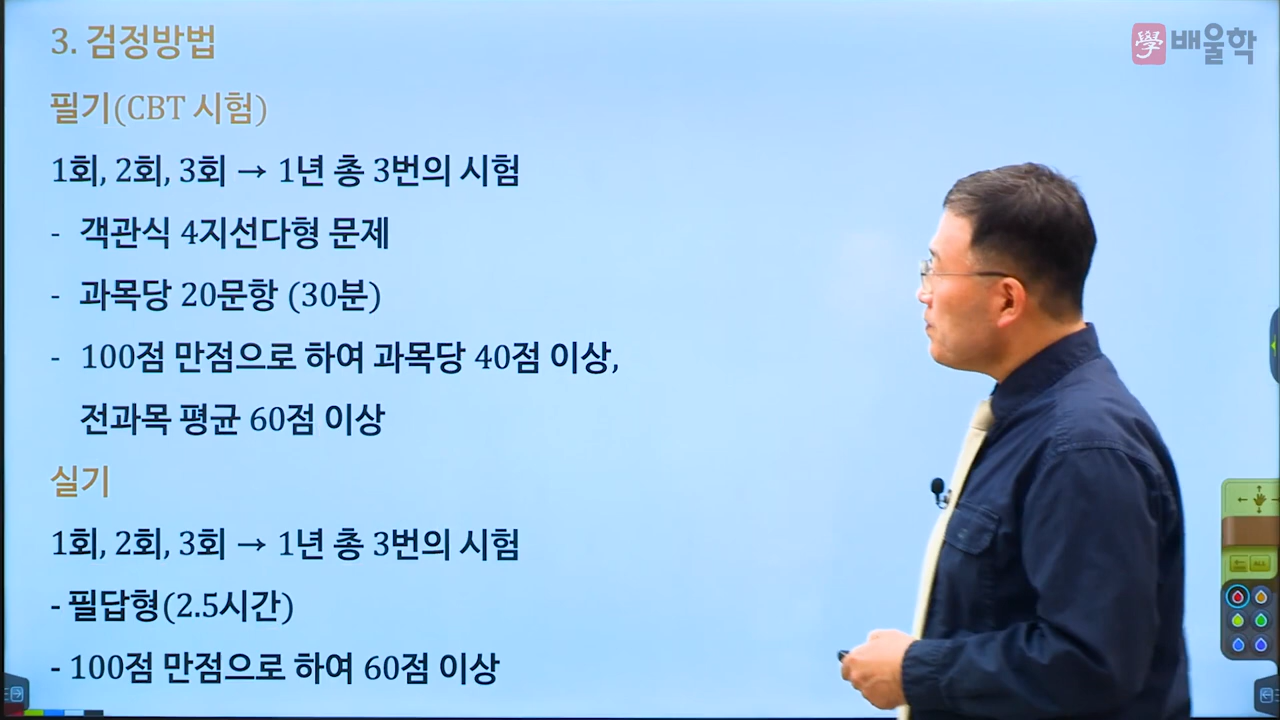 3. 검정방법
學 배울학
필기(CBT 시험)
1회, 2회, 3회 → 1년 총 3번의 시험
- 객관식 4지선다형 문제
- 과목당 20문항 (30분)
- 100점 만점으로 하여 과목당 40점 이상,
전과목 평균 60점 이상
실기
1회, 2회, 3회 → 1년 총 3번의 시험
- 필답형(2.5시간)
- 100점 만점으로 하여 60점 이상
ALL